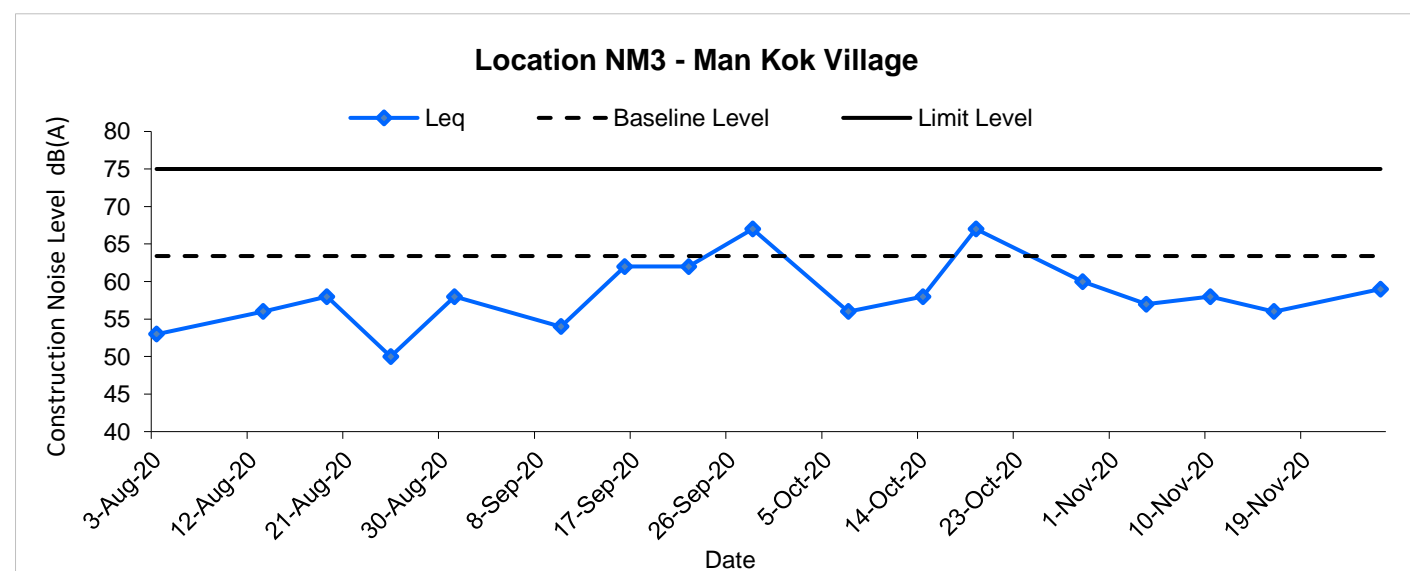 Location NM3 - Man Kok Village
Leq Baseline Level Limit Level
Construction Noise Level dB(A)
80
75
70
65
60
55
50
45
40
3-Aug-20
12-Aug-20
21-Aug-20
30-Aug-20
8-Sep-20
17-Sep-20
26-Sep-20
5-Oct-20
14-Oct-20
23-Oct-20
1-Nov-20
10-Nov-20
19-Nov-20
Date